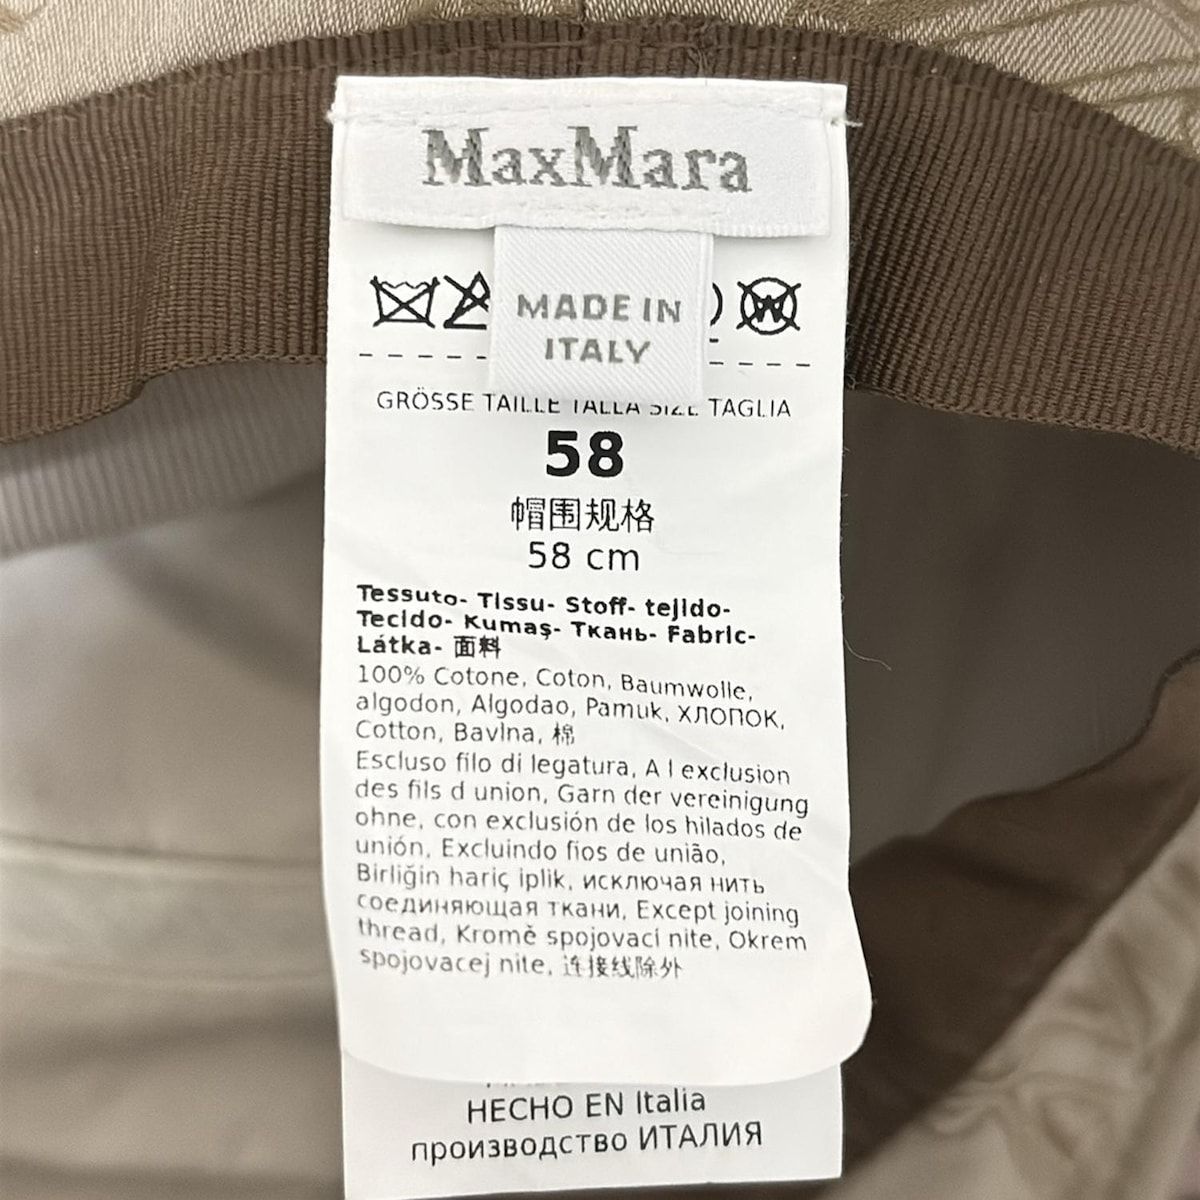 MaxMara
MADE IN
ITALY
W
GRÖSSE TAILLE TALLA SIZE TAGLIA
58
帽围规格
58 cm
Tessuto- Tissu- Stoff- tejido-
Tecido- Kumaş- Ткань- Fabric-
Látka- 面料
100% Cotone, Coton, Baumwolle,
algodon, Algodao, Pamuk, ХЛОПОК,
Cotton, Bavlna, 棉
Escluso filo di legatura, A l exclusion
des fils d union, Garn der vereinigung
ohne, con exclusión de los hilados de
unión, Excluindo fios de união,
Birliğin hariç iplik, исключая нить
соединяющая ткани, Except joining
thread, Kromě spojovací nite, Okrem
spojovacej nite, 连接线除外
HECHO EN Italia
производство ИТАЛИЯ